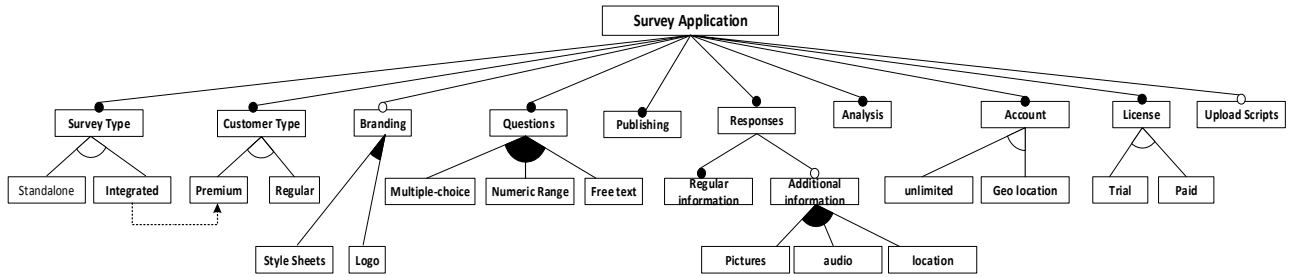 Survey Application
Survey Type
Customer Type
Branding
Questions
Publishing
Responses
Analysis
Account
License
Upload Scripts
Standalone
Integrated
Premium
Regular
Multiple-choice
Numeric Range
Free text
Regular
information
Additional
information
unlimited
Geo location
Trial
Paid
Style Sheets
Logo
Pictures
audio
location